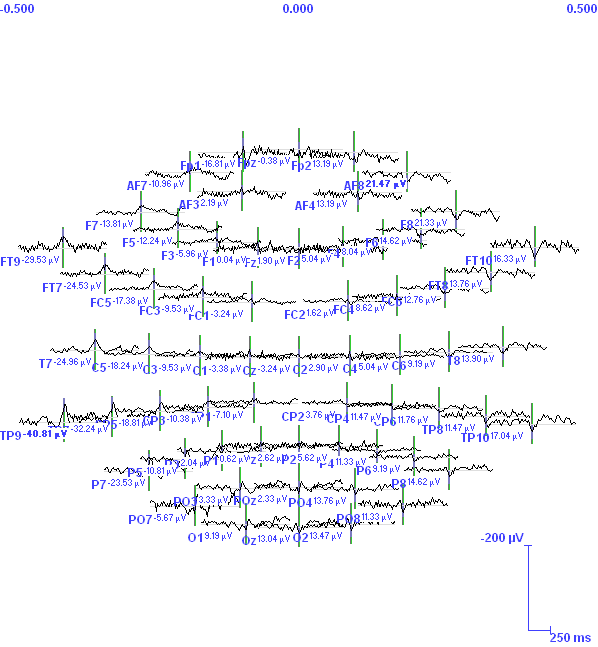 -0.500 0.000 0.500
Fp1 -16.81 µV Fpz -0.38 µV Fp2 13.19 µV
AF7 -10.96 µV AF8 21.47 µV
AF3 2.19 µV AF4 13.19 µV
F7 -13.81 µV F8 21.33 µV
F5 -12.24 µV F6 14.62 µV
F3 -5.96 µV F1 0.04 µV Fz 1.90 µV F2 5.04 µV 8.04 µV
FT9 -29.53 µV FT10 16.33 µV
FT7 -24.53 µV FT8 13.76 µV
FC5 -17.38 µV 12.76 µV
FC3 -9.53 µV FC1 -3.24 µV FC2 1.62 µV FC4 8.62 µV
T7 -24.96 µV C5 -18.24 µV C3 -9.53 µV C1 -3.38 µV Cz -3.24 µV C2 2.90 µV C4 5.04 µV C6 9.19 µV T8 13.90 µV
CP3 -10.38 µV -7.10 µV CP2 3.76 µV CP4 11.47 µV CP6 11.76 µV
TP9 -40.81 µV -32.24 µV -18.81 µV TP8 11.47 µV TP10 17.04 µV
2.04 µV 0.62 µV 2.62 µV P2 5.62 µV P4 11.33 µV
P5 -10.81 µV P6 9.19 µV
P7 -23.53 µV P8 14.62 µV
PO3 3.33 µV POz 2.33 µV PO4 13.76 µV
PO7 -5.67 µV PO8 11.33 µV
O1 9.19 µV Oz 13.04 µV O2 13.47 µV
-200 µV
250 ms